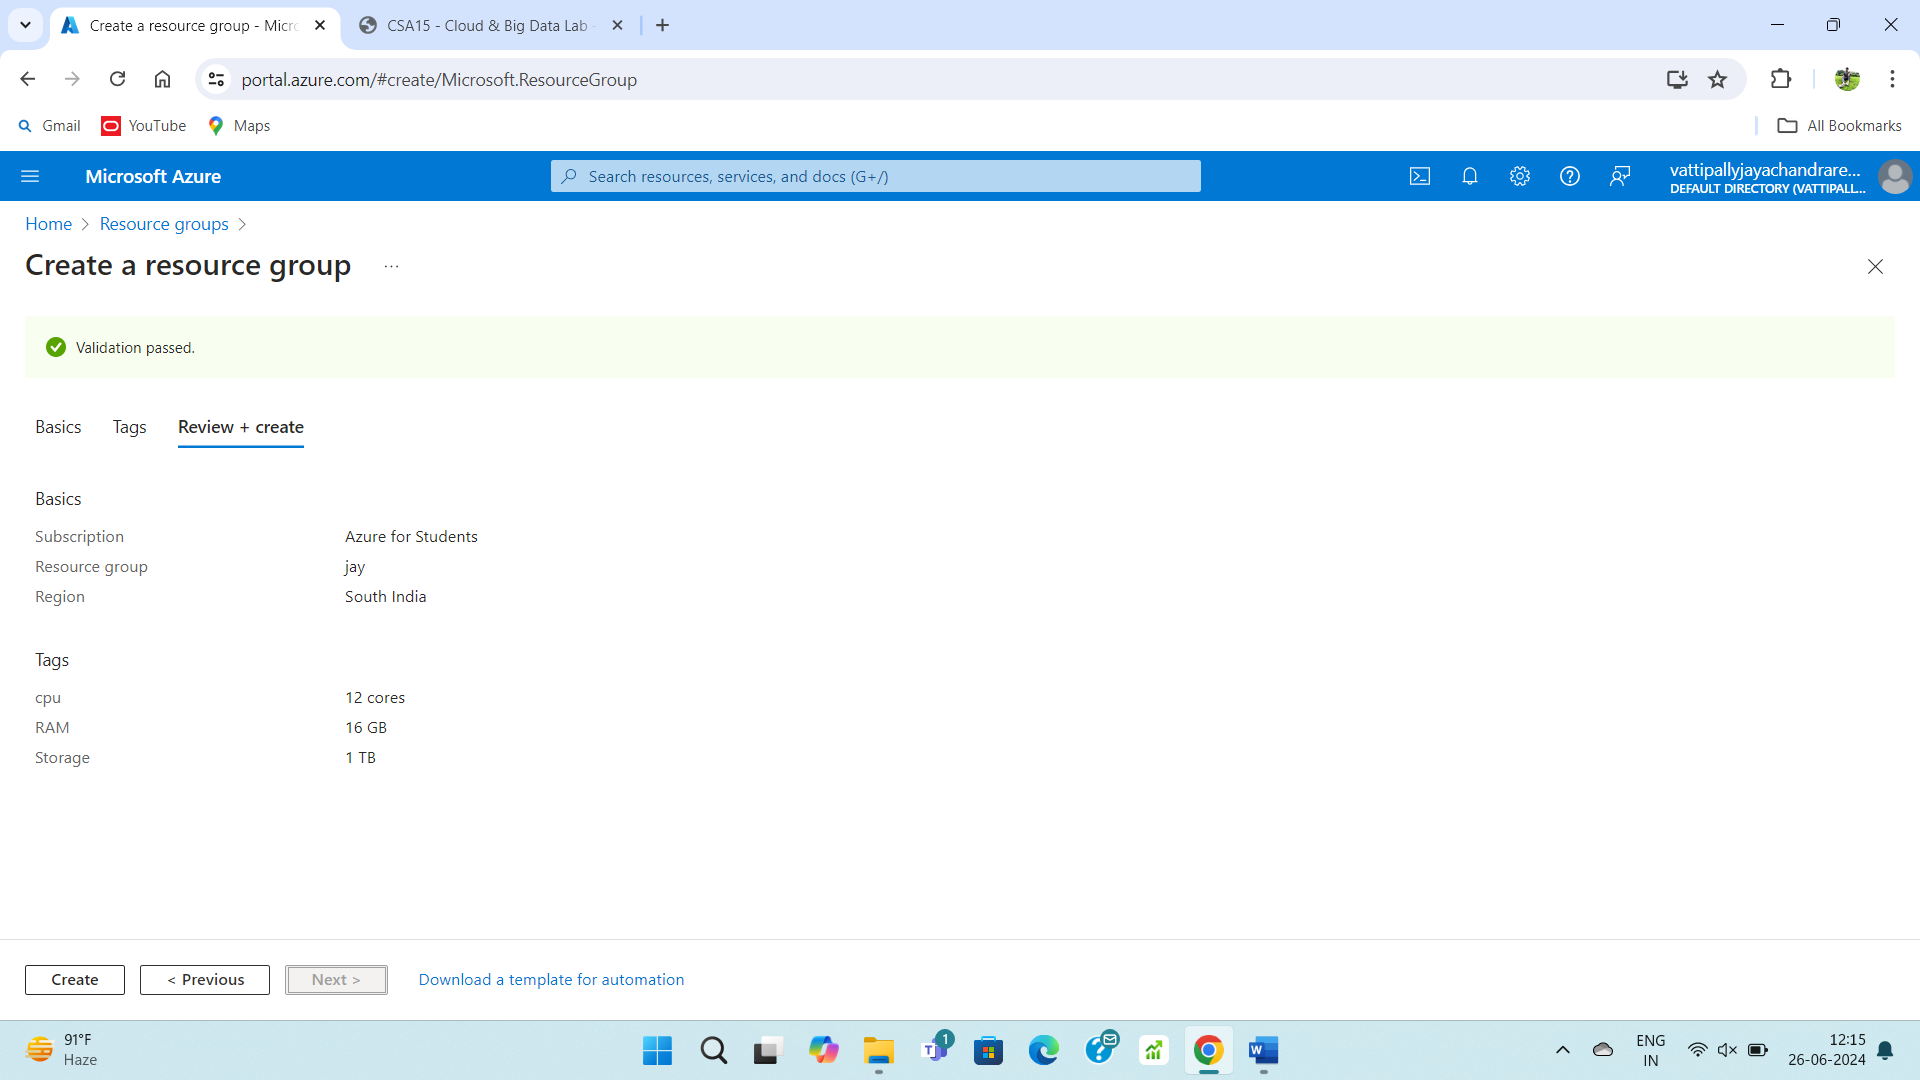 Create a resource group - Micro
CSA15 - Cloud & Big Data Lab -
portal.azure.com/#create/Microsoft.ResourceGroup
Gmail
YouTube
Maps
All Bookmarks
Microsoft Azure
Search resources, services, and docs (G+/)
vattipallyjayachandrare...
DEFAULT DIRECTORY (VATTIPALL...
Home > Resource groups >
Create a resource group ...
Validation passed.
Basics Tags Review + create
Basics
Subscription Azure for Students
Resource group jay
Region South India
Tags
cpu 12 cores
RAM 16 GB
Storage 1 TB
Create
< Previous
Next >
Download a template for automation
91°F
Haze
1
ENG
IN
12:15
26-06-2024